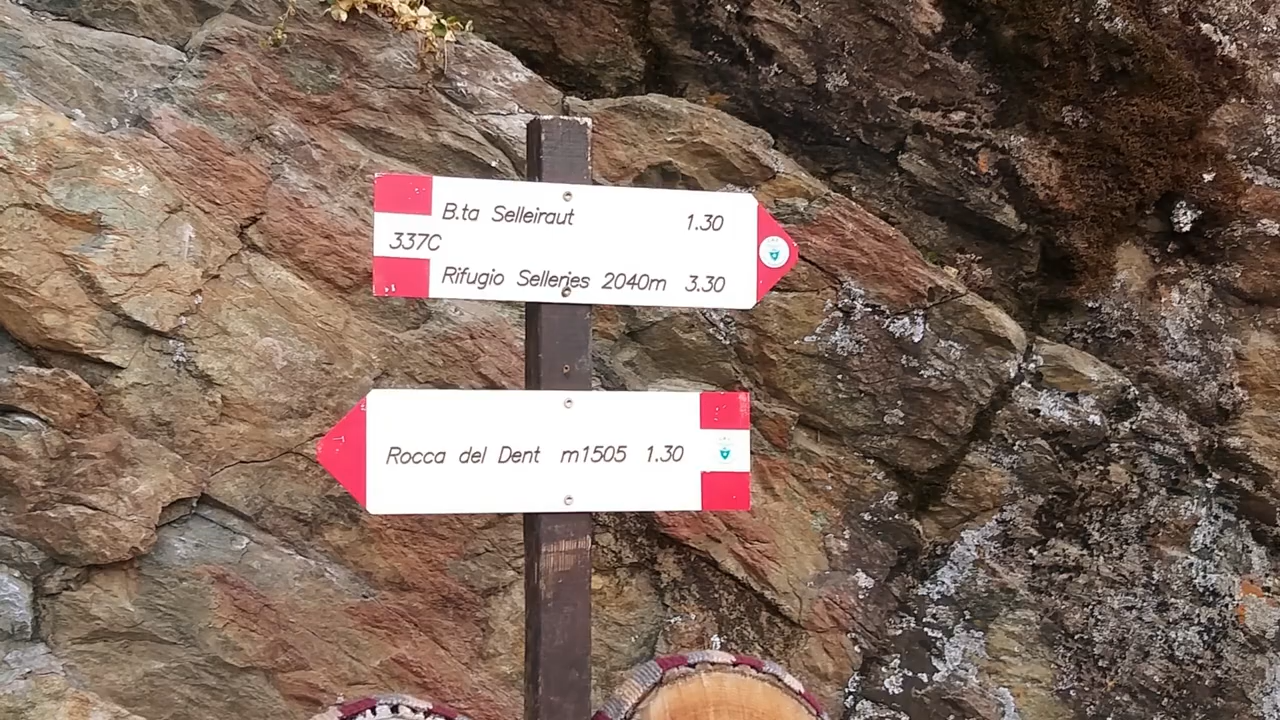 B.ta Selleiraut 1.30
337C
Rifugio Selleries 2040m 3.30
Rocca del Dent m1505 1.30